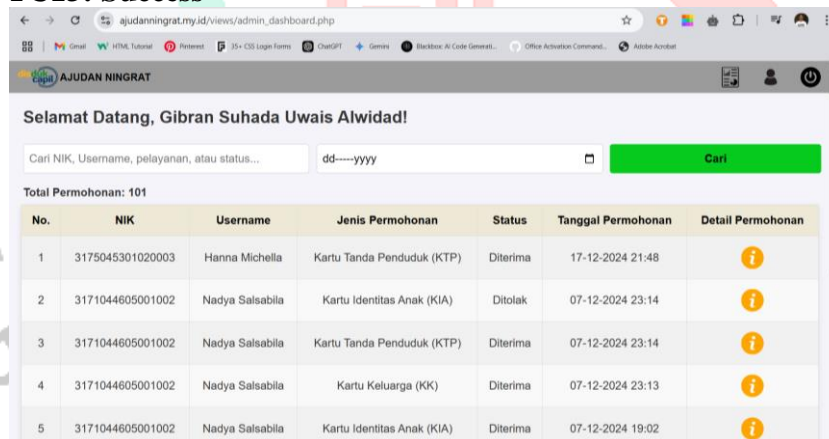 ajudanningrat.my.id/views/admin_dashboard.php
Gmail HTML Tutorial Pinterest 35+ CSS Login Forms ChatGPT Gemini Blackbox AI Code Generati... Office Activation Command... Adobe Acrobat
AJUDAN NINGRAT
Selamat Datang, Gibran Suhada Uwais Alwidad!
Cari NIK, Username, pelayanan, atau status... dd-----yyyy Cari
Total Permohonan: 101
No. NIK Username Jenis Permohonan Status Tanggal Permohonan Detail Permohonan
1 3175045301020003 Hanna Michella Kartu Tanda Penduduk (KTP) Diterima 17-12-2024 21:48
2 3171044605001002 Nadya Salsabila Kartu Identitas Anak (KIA) Ditolak 07-12-2024 23:14
3 3171044605001002 Nadya Salsabila Kartu Tanda Penduduk (KTP) Diterima 07-12-2024 23:14
4 3171044605001002 Nadya Salsabila Kartu Keluarga (KK) Diterima 07-12-2024 23:13
5 3171044605001002 Nadya Salsabila Kartu Identitas Anak (KIA) Diterima 07-12-2024 19:02